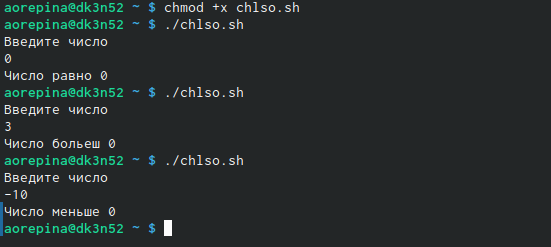 aorepina@dk3n52 ~ $ chmod +x chlso.sh
aorepina@dk3n52 ~ $ ./chlso.sh
Введите число
0
Число равно 0
aorepina@dk3n52 ~ $ ./chlso.sh
Введите число
3
Число больеш 0
aorepina@dk3n52 ~ $ ./chlso.sh
Введите число
-10
Число меньше 0
aorepina@dk3n52 ~ $